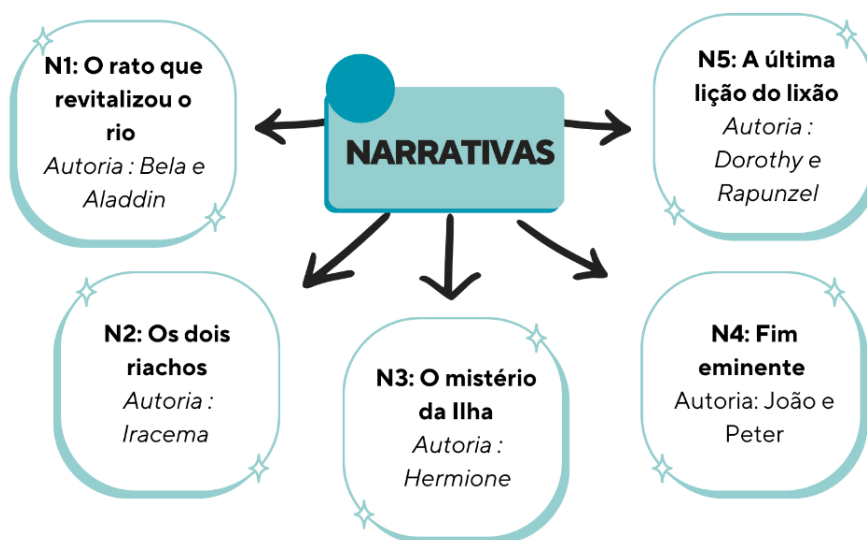 NARRATIVAS
N1: O rato que
revitalizou o
rio
Autoria : Bela e
Aladdin
N2: Os dois
riachos
Autoria :
Iracema
N3: O mistério
da Ilha
Autoria :
Hermione
N4: Fim
eminente
Autoria: João e
Peter
N5: A última
lição do lixão
Autoria :
Dorothy e
Rapunzel